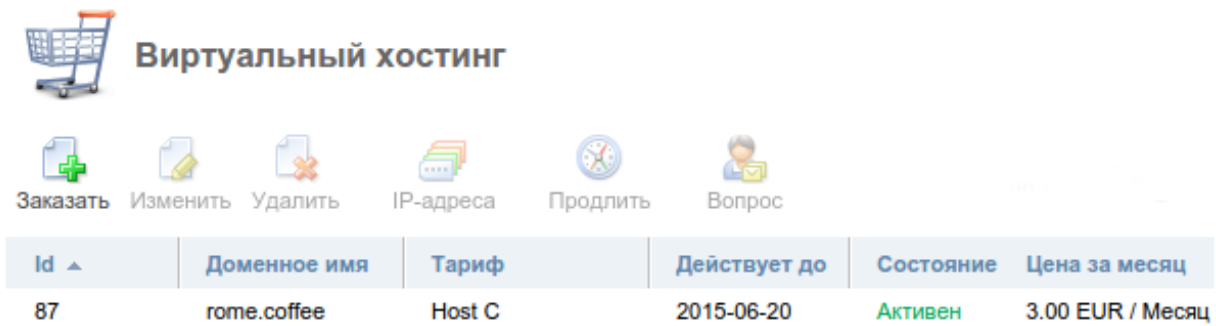 Виртуальный хостинг
Заказать Изменить Удалить IP-адреса Продлить Вопрос
Id Доменное имя Тариф Действует до Состояние Цена за месяц
87 rome.coffee Host C 2015-06-20 Активен 3.00 EUR / Месяц